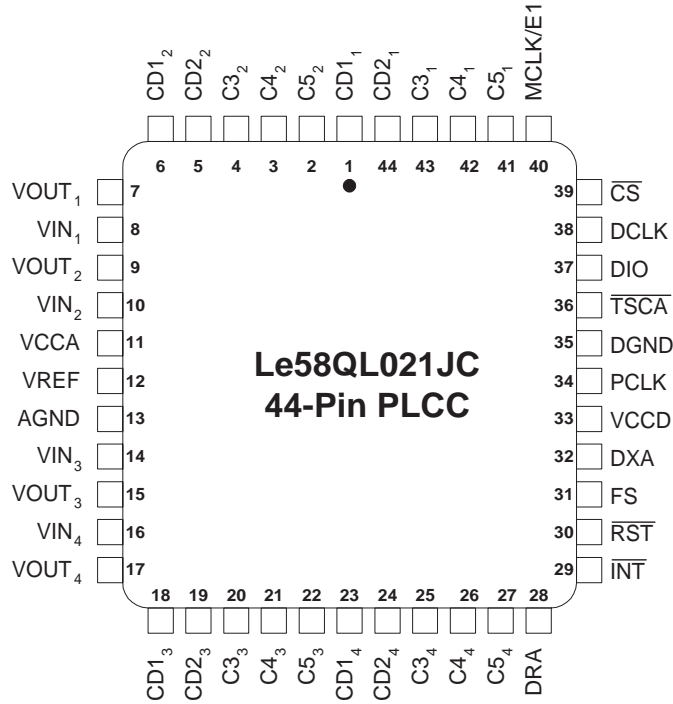 CD1₂ CD2₂ C3₂ C4₂ C5₂ CD1₁ CD2₁ C3₁ C4₁ C5₁ MCLK/E1
6 5 4 3 2 1 44 43 42 41 40
VOUT₁ 7 39 C̅S̅
VIN₁ 8 38 DCLK
VOUT₂ 9 37 DIO
VIN₂ 10 36 T̅S̅C̅A̅
VCCA 11 35 DGND
VREF 12 34 PCLK
AGND 13 33 VCCD
VIN₃ 14 32 DXA
VOUT₃ 15 31 FS
VIN₄ 16 30 R̅S̅T̅
VOUT₄ 17 29 I̅N̅T̅
Le58QL021JC
44-Pin PLCC
18 19 20 21 22 23 24 25 26 27 28
CD1₃ CD2₃ C3₃ C4₃ C5₃ CD1₄ CD2₄ C3₄ C4₄ C5₄ DRA